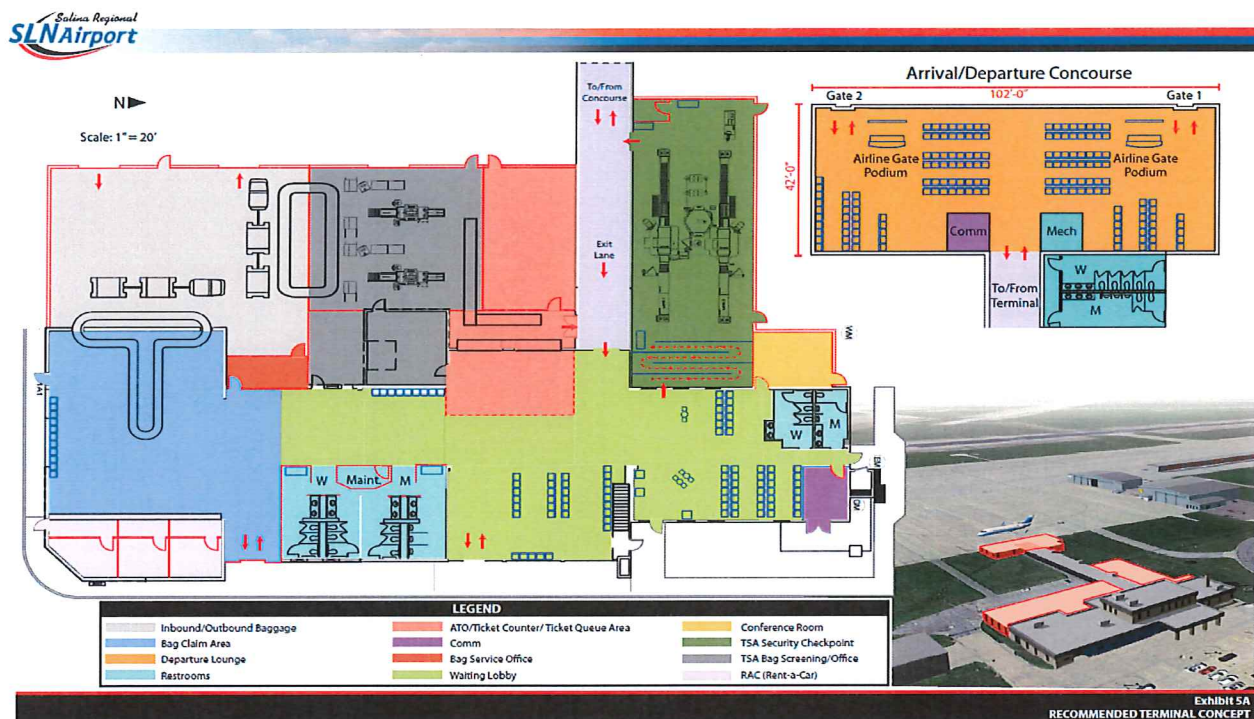 Salina Regional
SLN Airport
N
Scale: 1" = 20'
To/From
Concourse
Exit
Lane
W
Maint.
M
W
M
WM
EM
GM
Arrival/Departure Concourse
102'-0"
42'-0"
Gate 2
Gate 1
Airline Gate
Podium
Airline Gate
Podium
Comm
Mech
To/From
Terminal
W
M
LEGEND
Inbound/Outbound Baggage
Bag Claim Area
Departure Lounge
Restrooms
ATO/Ticket Counter/ Ticket Queue Area
Comm
Bag Service Office
Waiting Lobby
Conference Room
TSA Security Checkpoint
TSA Bag Screening/Office
RAC (Rent-a-Car)
Exhibit 5A
RECOMMENDED TERMINAL CONCEPT